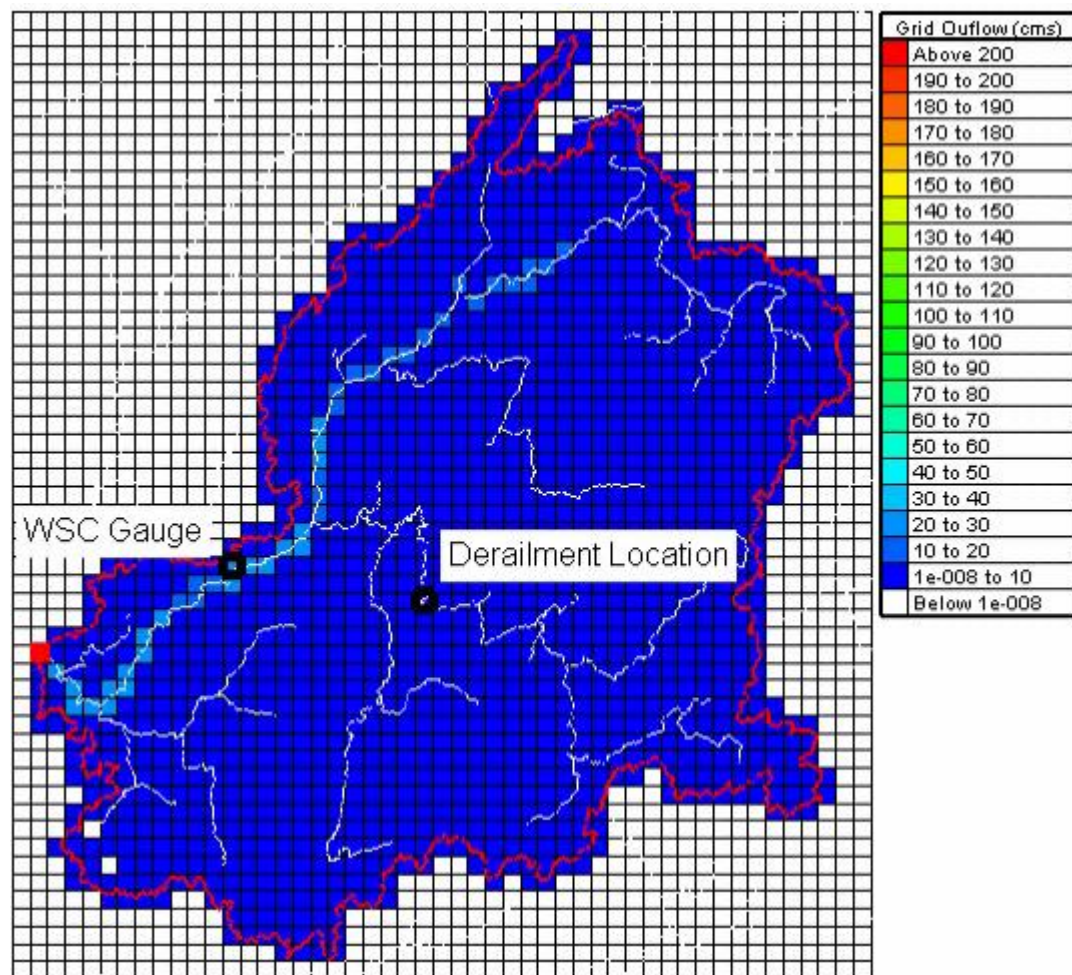 Grid Ouflow (cms)
Above 200
190 to 200
180 to 190
170 to 180
160 to 170
150 to 160
140 to 150
130 to 140
120 to 130
110 to 120
100 to 110
90 to 100
80 to 90
70 to 80
60 to 70
50 to 60
40 to 50
30 to 40
20 to 30
10 to 20
1e-008 to 10
Below 1e-008
WSC Gauge
Derailment Location